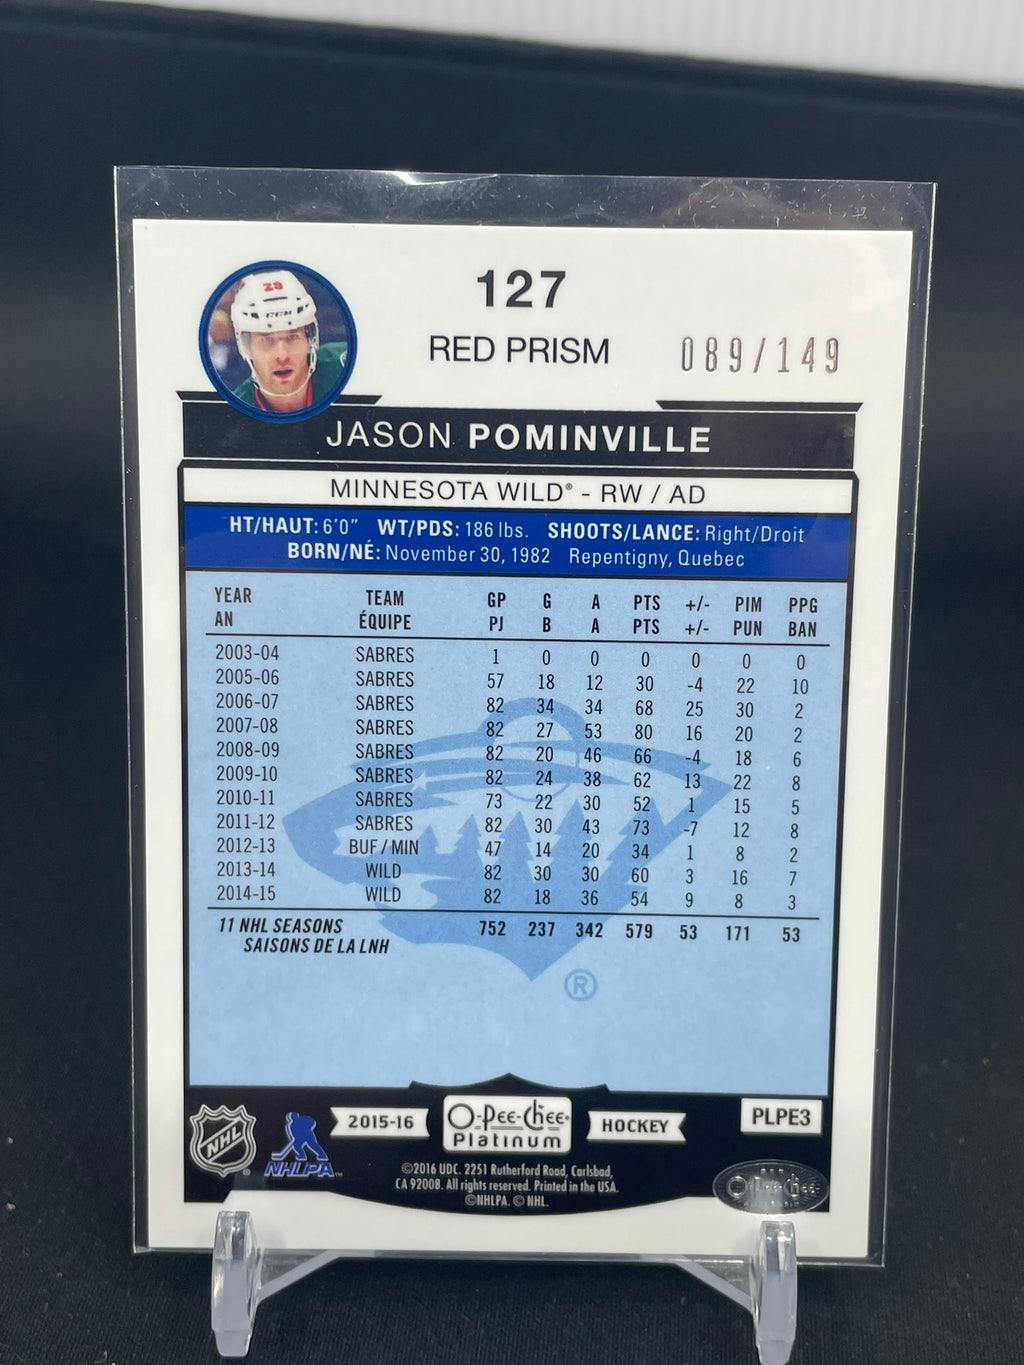 127
RED PRISM
089/149
29
CCM
JASON POMINVILLE
MINNESOTA WILD® - RW / AD
HT/HAUT: 6'0" WT/PDS: 186 lbs. SHOOTS/LANCE: Right/Droit
BORN/NÉ: November 30, 1982 Repentigny, Quebec
YEAR TEAM GP G A PTS +/- PIM PPG
AN ÉQUIPE PJ B A PTS +/- PUN BAN
2003-04 SABRES 1 0 0 0 0 0 0
2005-06 SABRES 57 18 12 30 -4 22 10
2006-07 SABRES 82 34 34 68 25 30 2
2007-08 SABRES 82 27 53 80 16 20 2
2008-09 SABRES 82 20 46 66 -4 18 6
2009-10 SABRES 82 24 38 62 13 22 8
2010-11 SABRES 73 22 30 52 1 15 5
2011-12 SABRES 82 30 43 73 -7 12 8
2012-13 BUF / MIN 47 14 20 34 1 8 2
2013-14 WILD 82 30 30 60 3 16 7
2014-15 WILD 82 18 36 54 9 8 3
11 NHL SEASONS 752 237 342 579 53 171 53
SAISONS DE LA LNH
®
NHL
NHLPA™
2015-16
O-Pee-Chee®
Platinum
HOCKEY
PLPE3
©2016 UDC. 2251 Rutherford Road, Carlsbad,
CA 92008. All rights reserved. Printed in the USA.
©NHLPA. © NHL.
O-Pee-Chee